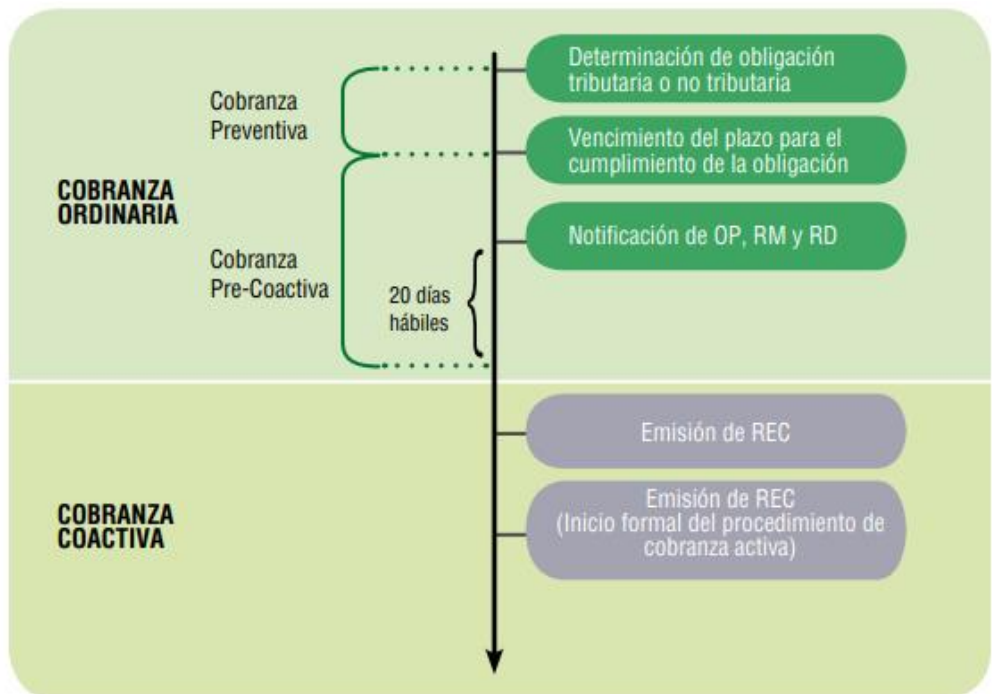 Determinación de obligación
tributaria o no tributaria
Cobranza
Preventiva
Vencimiento del plazo para el
cumplimiento de la obligación
COBRANZA
ORDINARIA
Notificación de OP, RM y RD
Cobranza
Pre-Coactiva
20 días
hábiles
Emisión de REC
COBRANZA
COACTIVA
Emisión de REC
(Inicio formal del procedimiento de
cobranza activa)